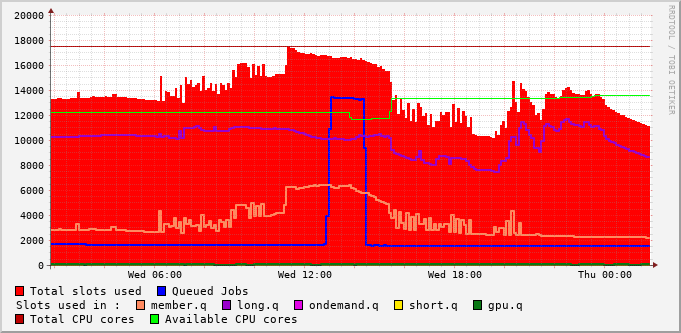 20000
18000
16000
14000
12000
10000
8000
6000
4000
2000
0
Wed 06:00 Wed 12:00 Wed 18:00 Thu 00:00
RRDTOOL / TOBI OETIKER
Total slots used Queued Jobs
Slots used in : member.q long.q ondemand.q short.q gpu.q
Total CPU cores Available CPU cores